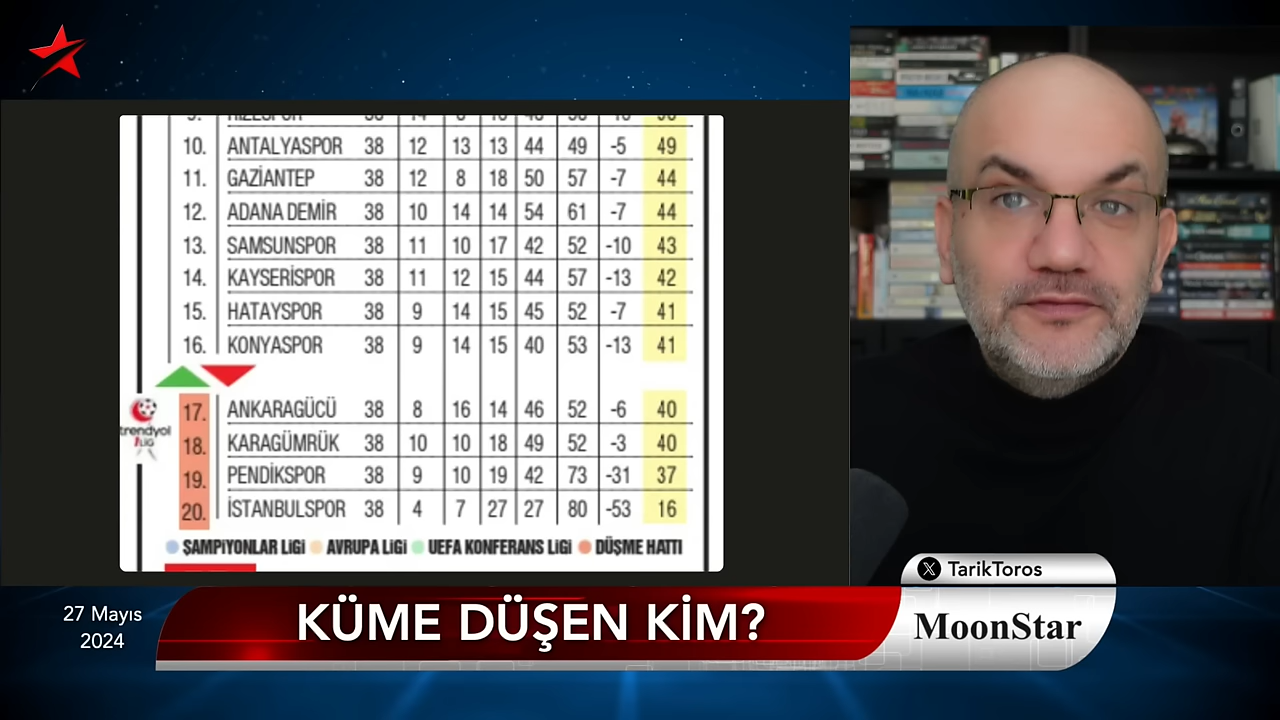 10. ANTALYASPOR 38 12 13 13 44 49 -5 49
11. GAZİANTEP 38 12 8 18 50 57 -7 44
12. ADANA DEMİR 38 10 14 14 54 61 -7 44
13. SAMSUNSPOR 38 11 10 17 42 52 -10 43
14. KAYSERİSPOR 38 11 12 15 44 57 -13 42
15. HATAYSPOR 38 9 14 15 45 52 -7 41
16. KONYASPOR 38 9 14 15 40 53 -13 41
trendyol
1.LİG
17. ANKARAGÜCÜ 38 8 16 14 46 52 -6 40
18. KARAGÜMRÜK 38 10 10 18 49 52 -3 40
19. PENDİKSPOR 38 9 10 19 42 73 -31 37
20. İSTANBULSPOR 38 4 7 27 27 80 -53 16
ŞAMPİYONLAR LİGİ AVRUPA LİGİ UEFA KONFERANS LİGİ DÜŞME HATTI
TarikToros
27 Mayıs
2024
KÜME DÜŞEN KİM?
MoonStar